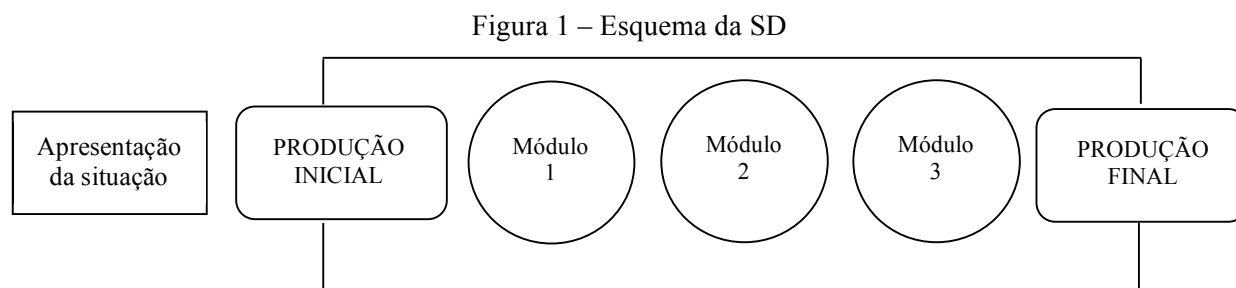 Figura 1 – Esquema da SD
Apresentação
da situação
PRODUÇÃO
INICIAL
Módulo
1
Módulo
2
Módulo
3
PRODUÇÃO
FINAL